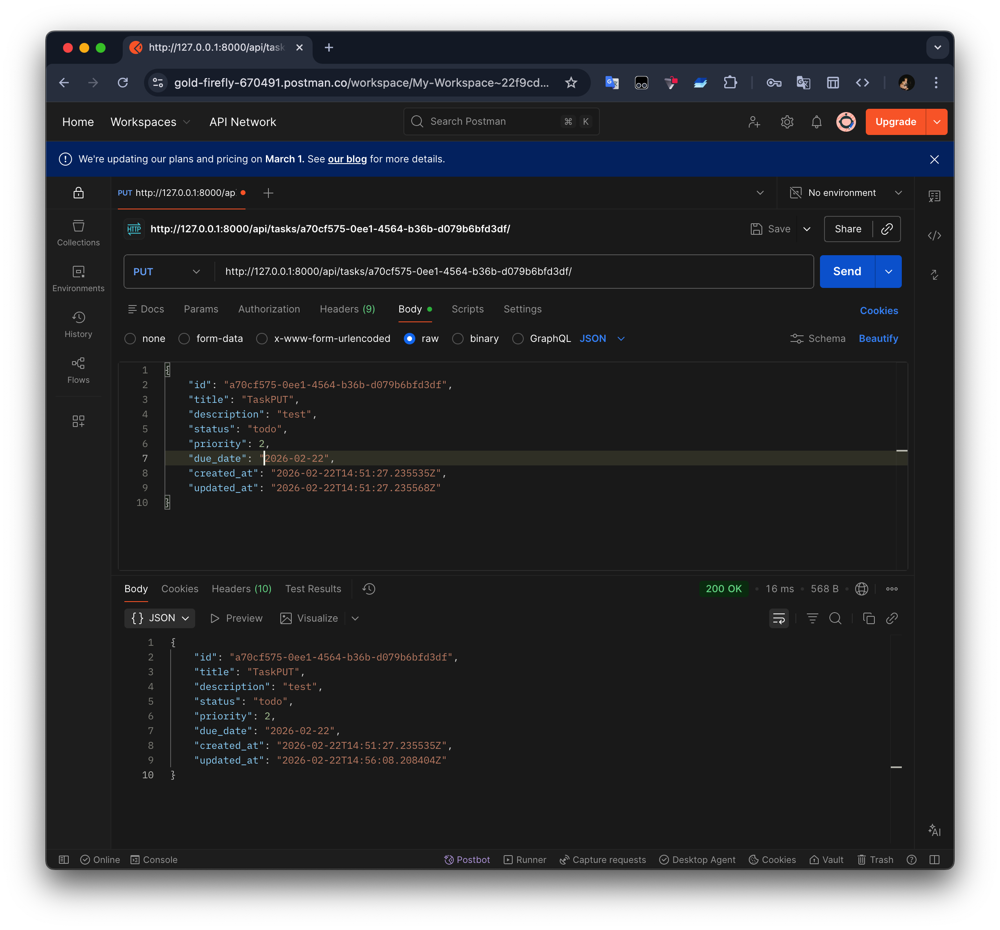 http://127.0.0.1:8000/api/task
gold-firefly-670491.postman.co/workspace/My-Workspace~22f9cd...
Home Workspaces API Network Search Postman ⌘ K Upgrade
We're updating our plans and pricing on March 1. See our blog for more details.
PUT http://127.0.0.1:8000/ap No environment
HTTP http://127.0.0.1:8000/api/tasks/a70cf575-0ee1-4564-b36b-d079b6bfd3df/ Save Share
Collections
PUT http://127.0.0.1:8000/api/tasks/a70cf575-0ee1-4564-b36b-d079b6bfd3df/ Send
Environments
Docs Params Authorization Headers (9) Body Scripts Settings Cookies
History
none form-data x-www-form-urlencoded raw binary GraphQL JSON Schema Beautify
Flows
1 {
2 "id": "a70cf575-0ee1-4564-b36b-d079b6bfd3df",
3 "title": "TaskPUT",
4 "description": "test",
5 "status": "todo",
6 "priority": 2,
7 "due_date": "2026-02-22",
8 "created_at": "2026-02-22T14:51:27.235535Z",
9 "updated_at": "2026-02-22T14:51:27.235568Z"
10 }
Body Cookies Headers (10) Test Results 200 OK • 16 ms • 568 B •
{} JSON Preview Visualize
1 {
2 "id": "a70cf575-0ee1-4564-b36b-d079b6bfd3df",
3 "title": "TaskPUT",
4 "description": "test",
5 "status": "todo",
6 "priority": 2,
7 "due_date": "2026-02-22",
8 "created_at": "2026-02-22T14:51:27.235535Z",
9 "updated_at": "2026-02-22T14:56:08.208404Z"
10 }
AI
Online Console Postbot Runner Capture requests Desktop Agent Cookies Vault Trash